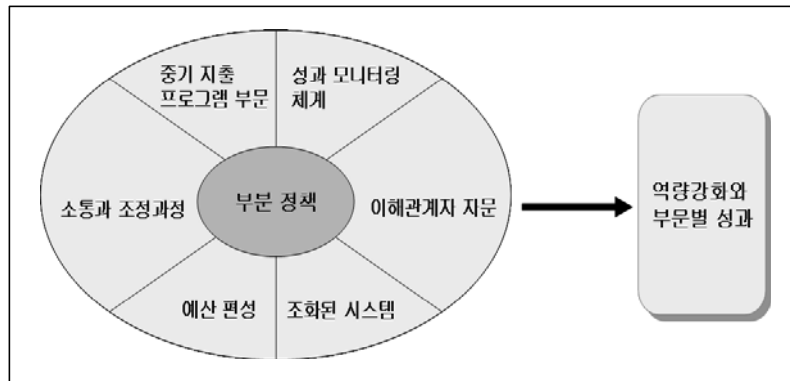 중기 지출
프로그램 부문
성과 모니터링
체계
소통과 조정과정
부분 정책
이해관계자 자문
예산 편성
조화된 시스템
역량강화와
부문별 성과